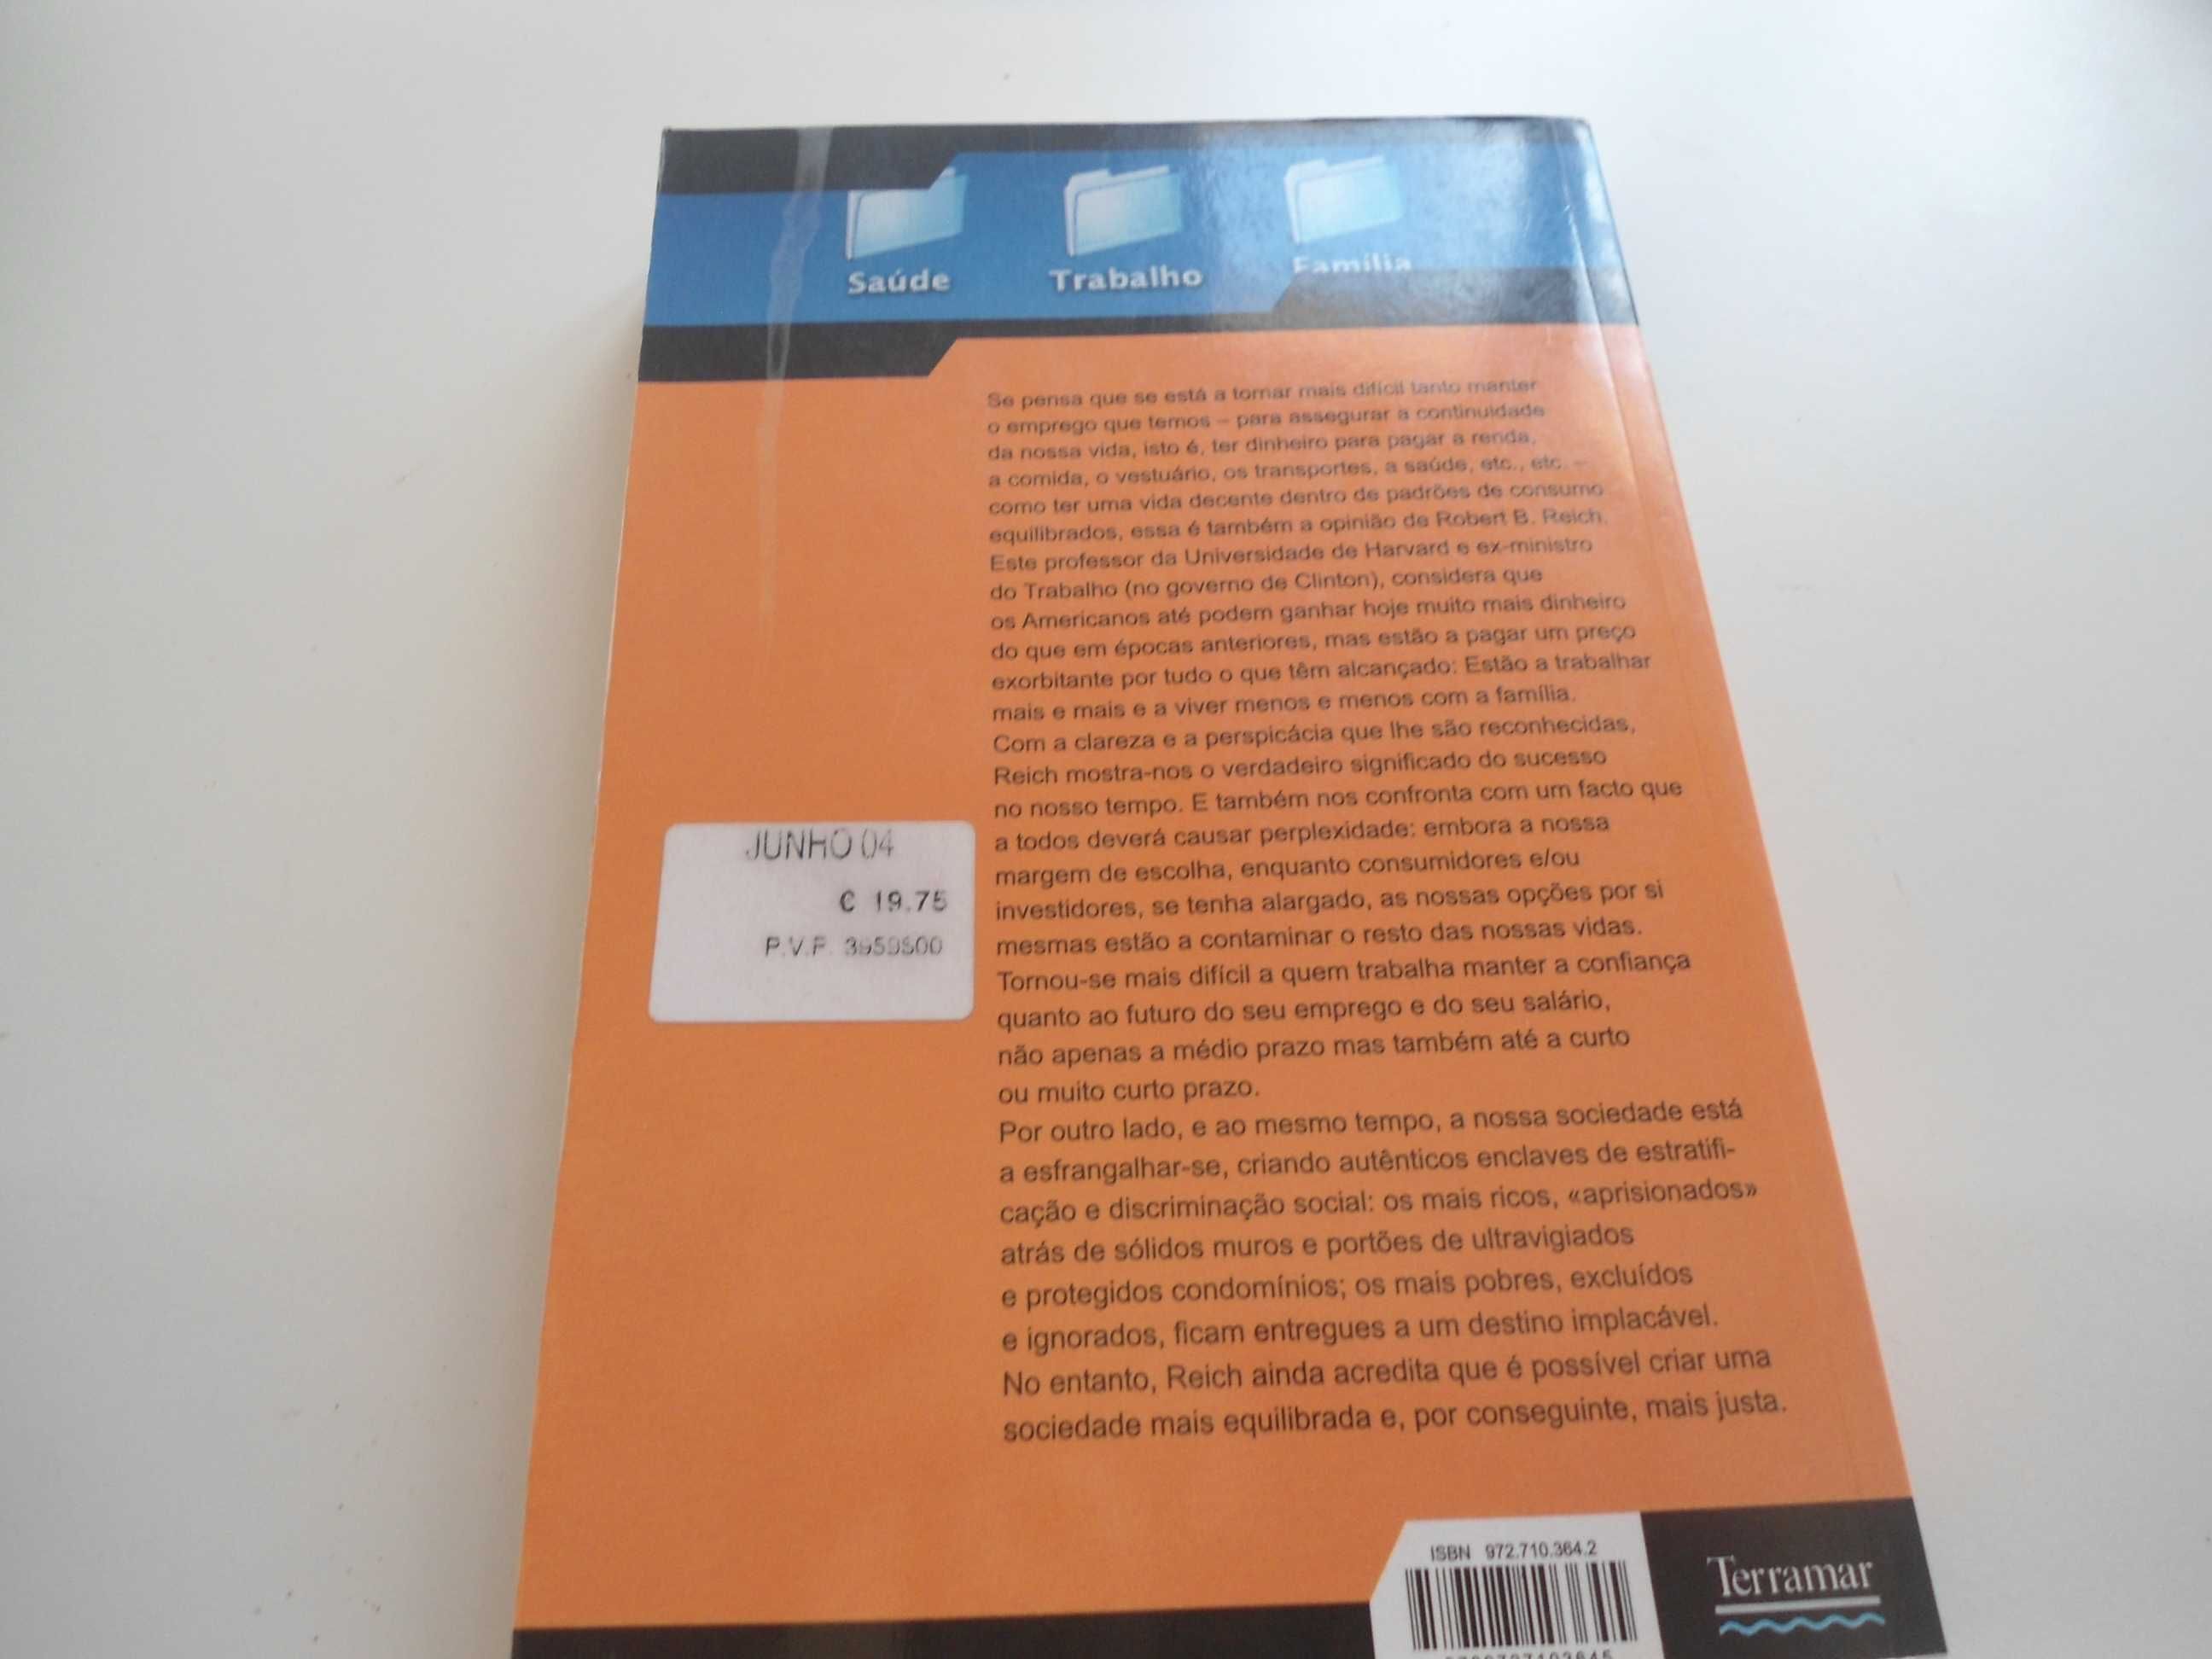 Saúde
Trabalho
Família
Se pensa que se está a tornar mais difícil tanto manter
o emprego que temos – para assegurar a continuidade
da nossa vida, isto é, ter dinheiro para pagar a renda,
a comida, o vestuário, os transportes, a saúde, etc., etc. –
como ter uma vida decente dentro de padrões de consumo
equilibrados, essa é também a opinião de Robert B. Reich.
Este professor da Universidade de Harvard e ex-ministro
do Trabalho (no governo de Clinton), considera que
os Americanos até podem ganhar hoje muito mais dinheiro
do que em épocas anteriores, mas estão a pagar um preço
exorbitante por tudo o que têm alcançado: Estão a trabalhar
mais e mais e a viver menos e menos com a família.
Com a clareza e a perspicácia que lhe são reconhecidas,
Reich mostra-nos o verdadeiro significado do sucesso
no nosso tempo. E também nos confronta com um facto que
a todos deverá causar perplexidade: embora a nossa
margem de escolha, enquanto consumidores e/ou
investidores, se tenha alargado, as nossas opções por si
mesmas estão a contaminar o resto das nossas vidas.
Tornou-se mais difícil a quem trabalha manter a confiança
quanto ao futuro do seu emprego e do seu salário,
não apenas a médio prazo mas também até a curto
ou muito curto prazo.
Por outro lado, e ao mesmo tempo, a nossa sociedade está
a esfrangalhar-se, criando autênticos enclaves de estratifi-
cação e discriminação social: os mais ricos, «aprisionados»
atrás de sólidos muros e portões de ultravigiados
e protegidos condomínios; os mais pobres, excluídos
e ignorados, ficam entregues a um destino implacável.
No entanto, Reich ainda acredita que é possível criar uma
sociedade mais equilibrada e, por conseguinte, mais justa.
JUNHO 04
€ 19.75
P.V.P.
ISBN 972.710.364.2
Terramar